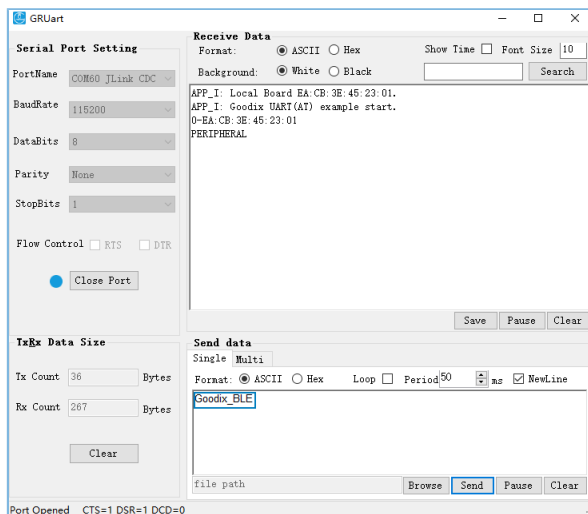 GRUart
Serial Port Setting
PortName COM60 JLink CDC
BaudRate 115200
DataBits 8
Parity None
StopBits 1
Flow Control RTS DTR
Close Port
TxRx Data Size
Tx Count 36 Bytes
Rx Count 267 Bytes
Clear
Receive Data
Format: ASCII Hex Show Time Font Size 10
Background: White Black Search
APP_I: Local Board EA:CB:3E:45:23:01.
APP_I: Goodix UART(AT) example start.
0-EA:CB:3E:45:23:01
PERIPHERAL
Save Pause Clear
Send data
Single Multi
Format: ASCII Hex Loop Period 50 ms NewLine
Goodix_BLE
file path Browse Send Pause Clear
Port Opened CTS=1 DSR=1 DCD=0